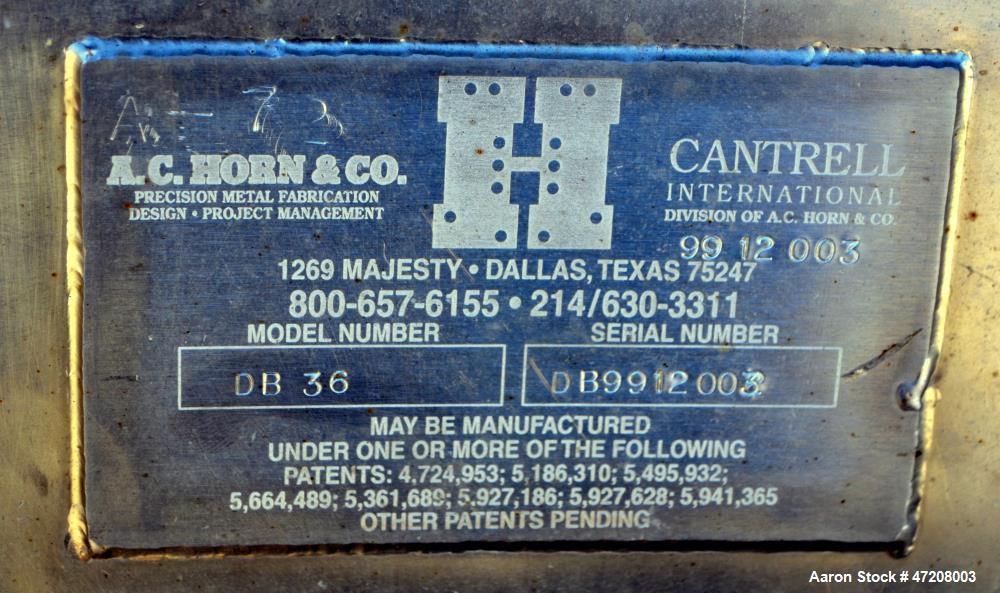 A - 73
A.C. HORN & CO.
PRECISION METAL FABRICATION
DESIGN • PROJECT MANAGEMENT
H
CANTRELL
INTERNATIONAL
DIVISION OF A.C. HORN & CO.
99 12 003
1269 MAJESTY • DALLAS, TEXAS 75247
800-657-6155 • 214/630-3311
MODEL NUMBER
DB 36
SERIAL NUMBER
DB9912003
MAY BE MANUFACTURED
UNDER ONE OR MORE OF THE FOLLOWING
PATENTS: 4,724,953; 5,186,310; 5,495,932;
5,664,489; 5,361,689; 5,927,186; 5,927,628; 5,941,365
OTHER PATENTS PENDING
Aaron Stock # 47208003